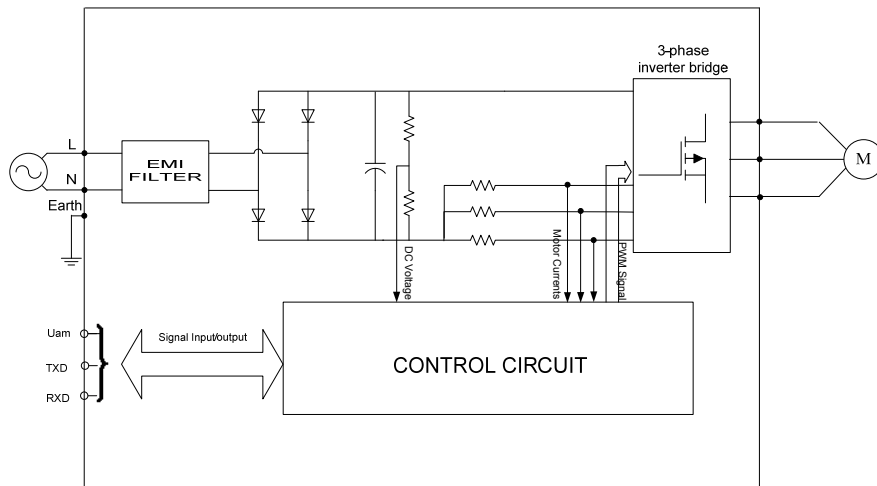 3-phase
inverter bridge
L
EMI
FILTER
N
Earth
M
DC Voltage
Motor Currents
PWM Signal
Uam
Signal Input/output
TXD
CONTROL CIRCUIT
RXD